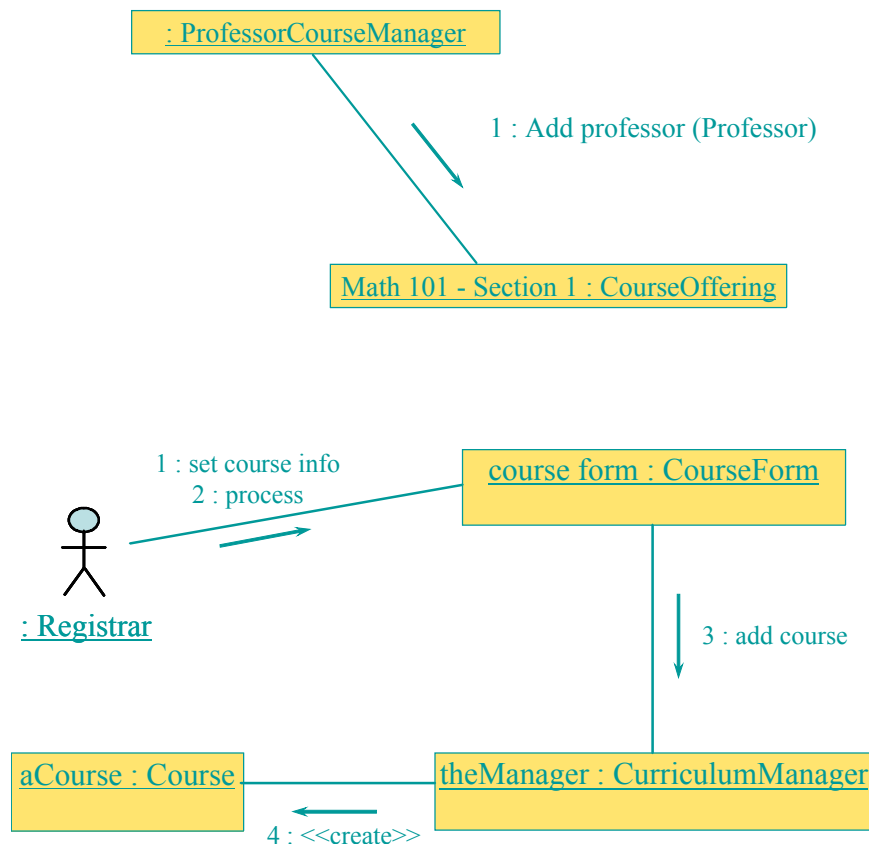 : ProfessorCourseManager
1 : Add professor (Professor)
Math 101 - Section 1 : CourseOffering
1 : set course info
2 : process
course form : CourseForm
: Registrar
3 : add course
aCourse : Course
theManager : CurriculumManager
4 : <<create>>